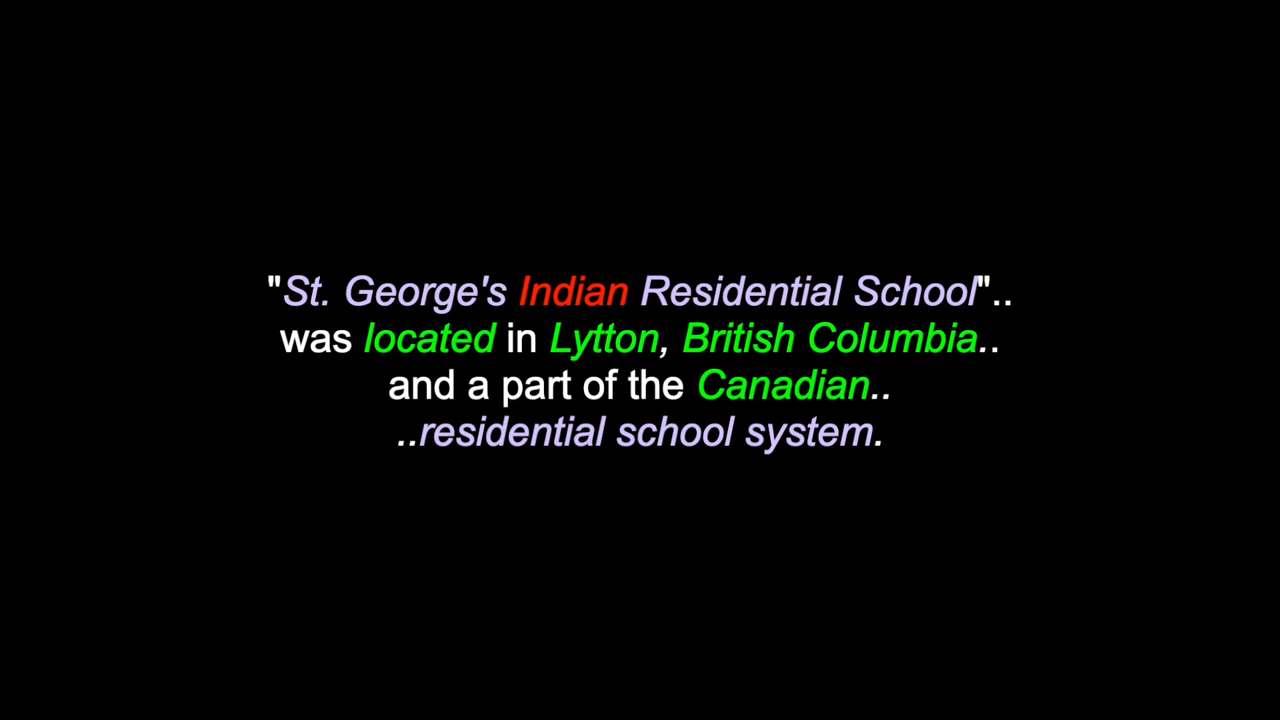 "St. George's Indian Residential School"..
was located in Lytton, British Columbia..
and a part of the Canadian..
..residential school system.